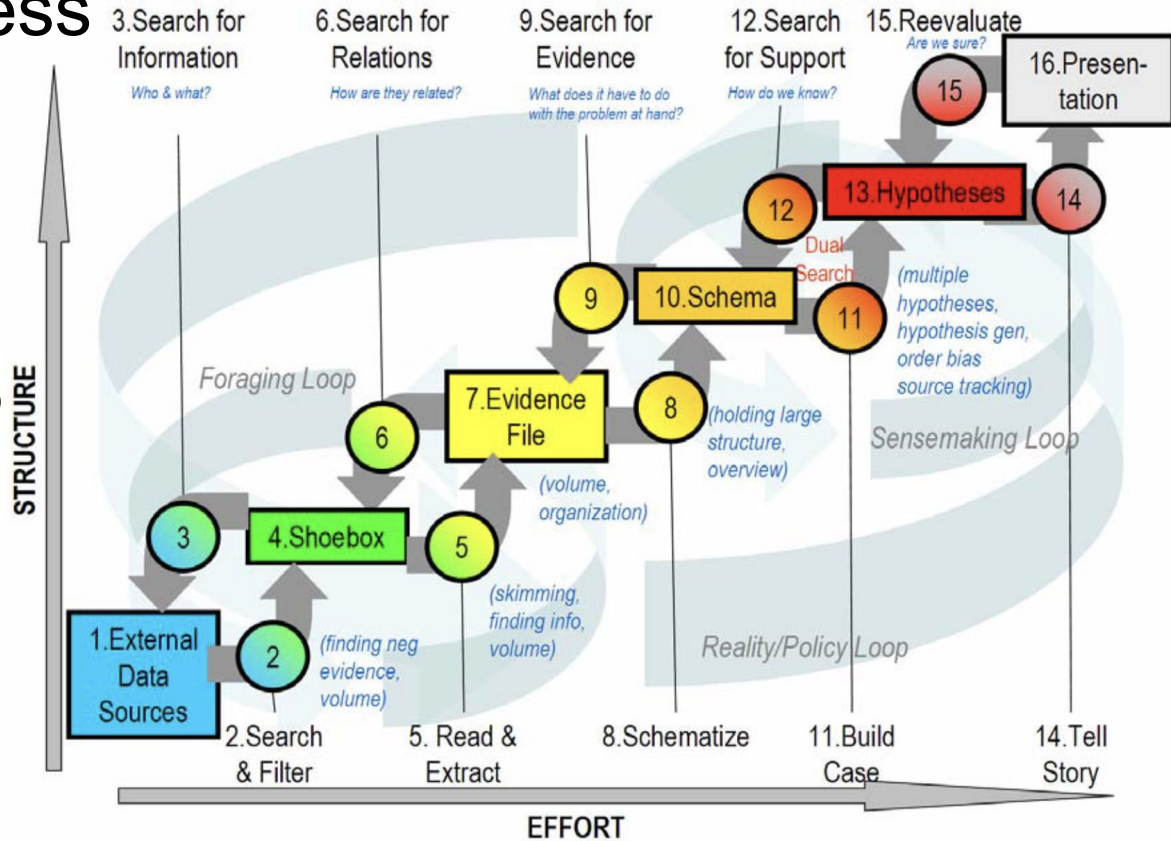 ess
3.Search for
Information
Who & what?
6.Search for
Relations
How are they related?
9.Search for
Evidence
What does it have to do
with the problem at hand?
12.Search
for Support
How do we know?
15.Reevaluate
Are we sure?
16.Presen-
tation
15
14
13.Hypotheses
12
Dual
Search
11
(multiple
hypotheses,
hypothesis gen,
order bias
source tracking)
10.Schema
9
8
(holding large
structure,
overview)
7.Evidence
File
(volume,
organization)
6
5
(skimming,
finding info,
volume)
4.Shoebox
3
2
(finding neg
evidence,
volume)
1.External
Data
Sources
Foraging Loop
Sensemaking Loop
Reality/Policy Loop
2.Search
& Filter
5. Read &
Extract
8.Schematize
11.Build
Case
14.Tell
Story
STRUCTURE
EFFORT